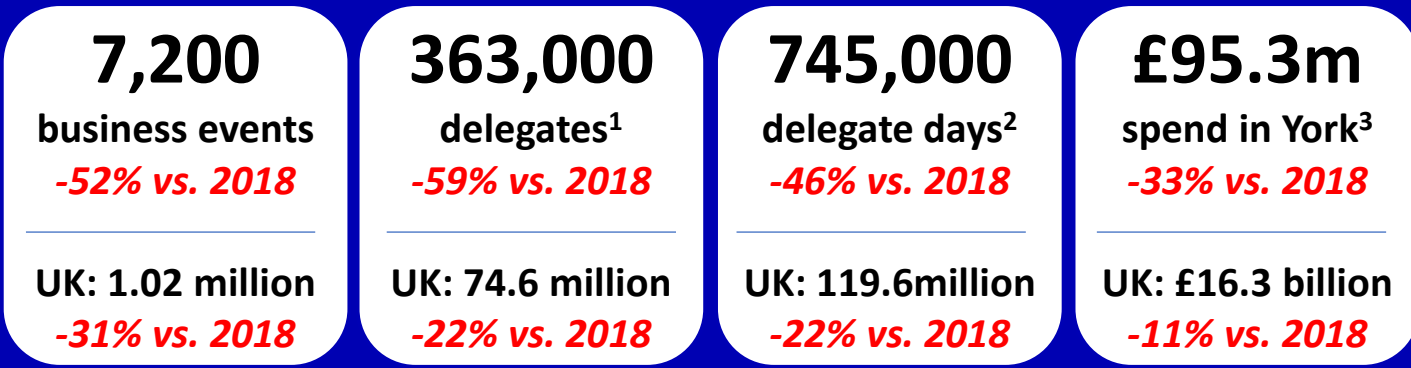 7,200
business events
-52% vs. 2018
UK: 1.02 million
-31% vs. 2018
363,000
delegates¹
-59% vs. 2018
UK: 74.6 million
-22% vs. 2018
745,000
delegate days²
-46% vs. 2018
UK: 119.6million
-22% vs. 2018
£95.3m
spend in York³
-33% vs. 2018
UK: £16.3 billion
-11% vs. 2018